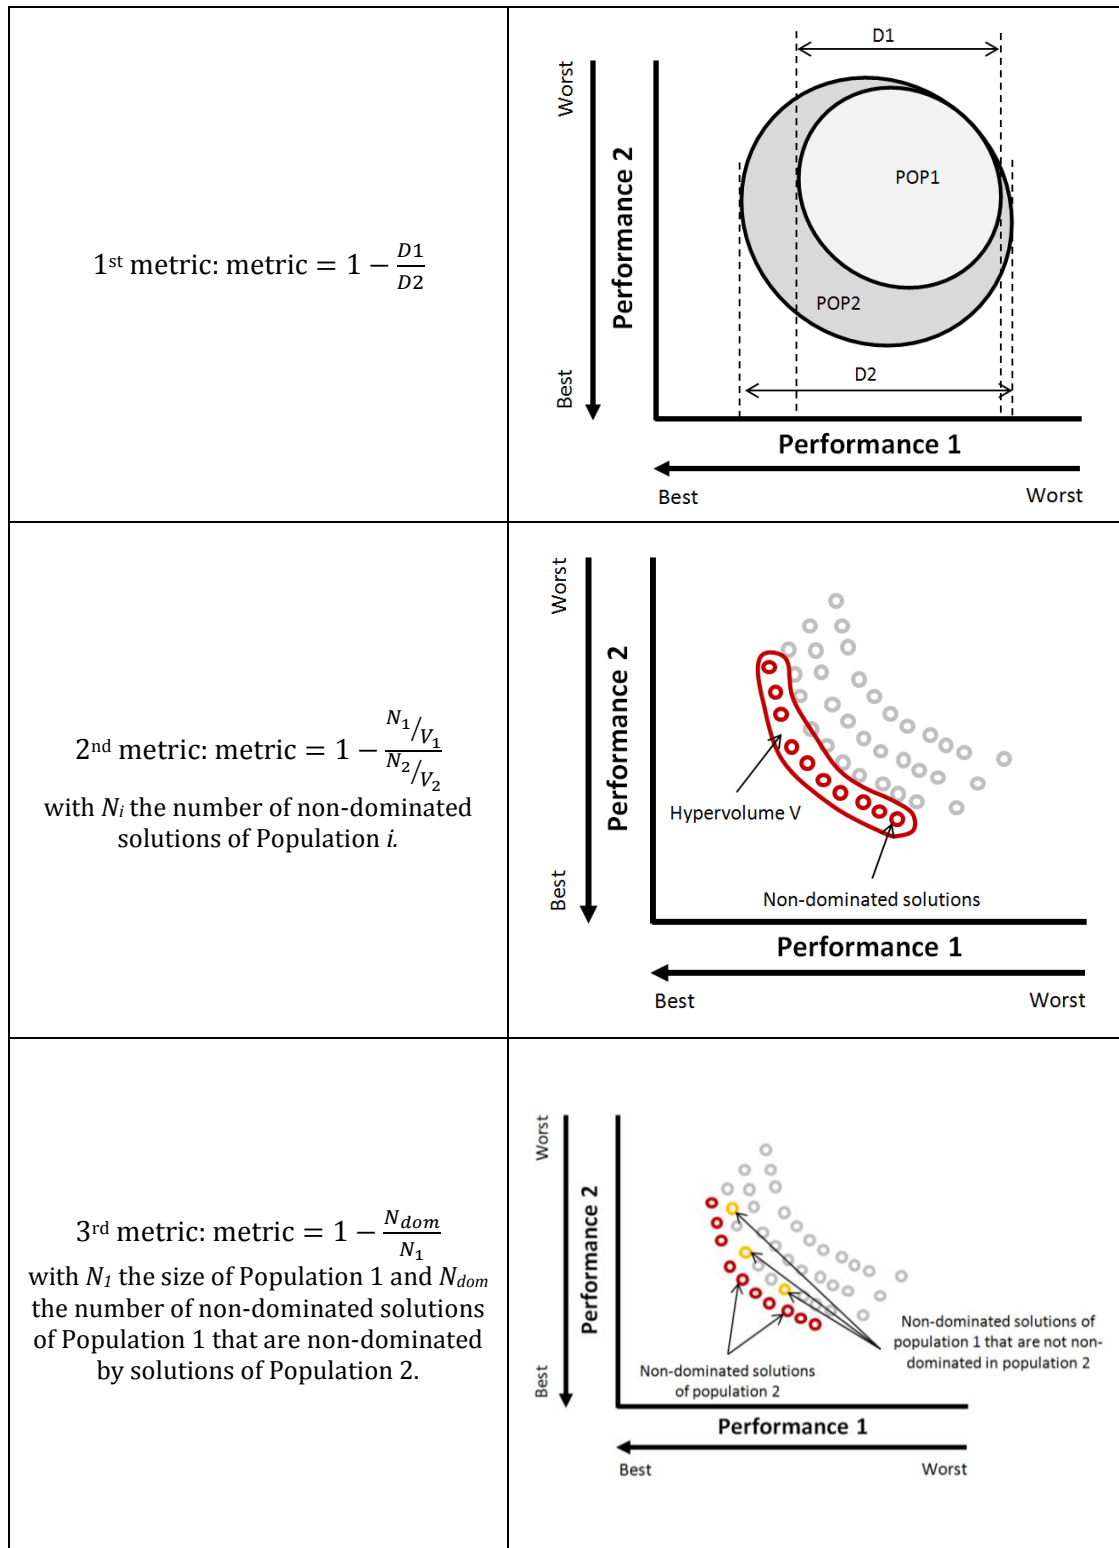 1st metric: metric = 1 − D1/D2
D1
Worst
Performance 2
Best
POP1
POP2
D2
Performance 1
Best
Worst
2nd metric: metric = 1 − (N1/V1)/(N2/V2)
with Ni the number of non-dominated
solutions of Population i.
Worst
Performance 2
Best
Hypervolume V
Non-dominated solutions
Performance 1
Best
Worst
3rd metric: metric = 1 − Ndom/N1
with N1 the size of Population 1 and Ndom
the number of non-dominated solutions
of Population 1 that are non-dominated
by solutions of Population 2.
Worst
Performance 2
Best
Non-dominated solutions of
population 1 that are not non-
dominated in population 2
Non-dominated solutions
of population 2
Performance 1
Best
Worst